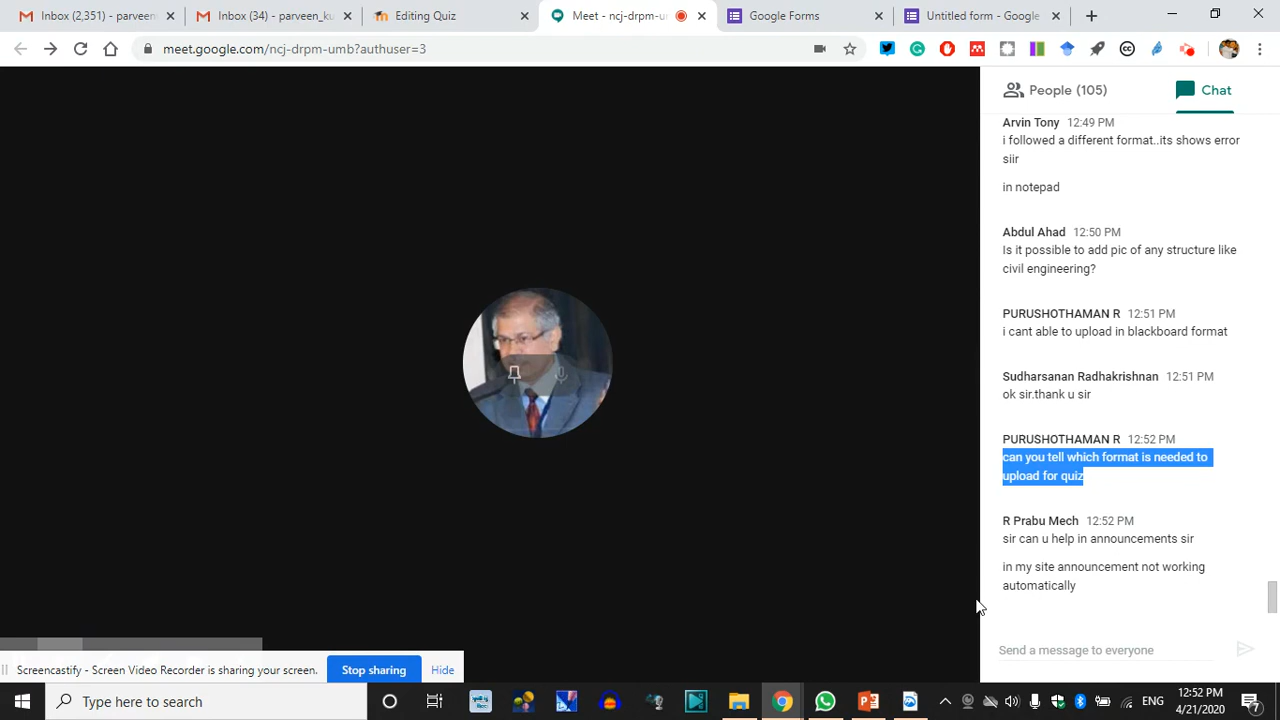 Inbox (2,351) - parveen
Inbox (34) - parveen_ku
Editing Quiz
Meet - ncj-drpm-u
Google Forms
Untitled form - Google
meet.google.com/ncj-drpm-umb?authuser=3
People (105)
Chat
Arvin Tony 12:49 PM
i followed a different format..its shows error
siir
in notepad
Abdul Ahad 12:50 PM
Is it possible to add pic of any structure like
civil engineering?
PURUSHOTHAMAN R 12:51 PM
i cant able to upload in blackboard format
Sudharsanan Radhakrishnan 12:51 PM
ok sir.thank u sir
PURUSHOTHAMAN R 12:52 PM
can you tell which format is needed to
upload for quiz
R Prabu Mech 12:52 PM
sir can u help in announcements sir
in my site announcement not working
automatically
Send a message to everyone
Screencastify - Screen Video Recorder is sharing your screen.
Stop sharing
Hide
Type here to search
ENG
12:52 PM
4/21/2020
7